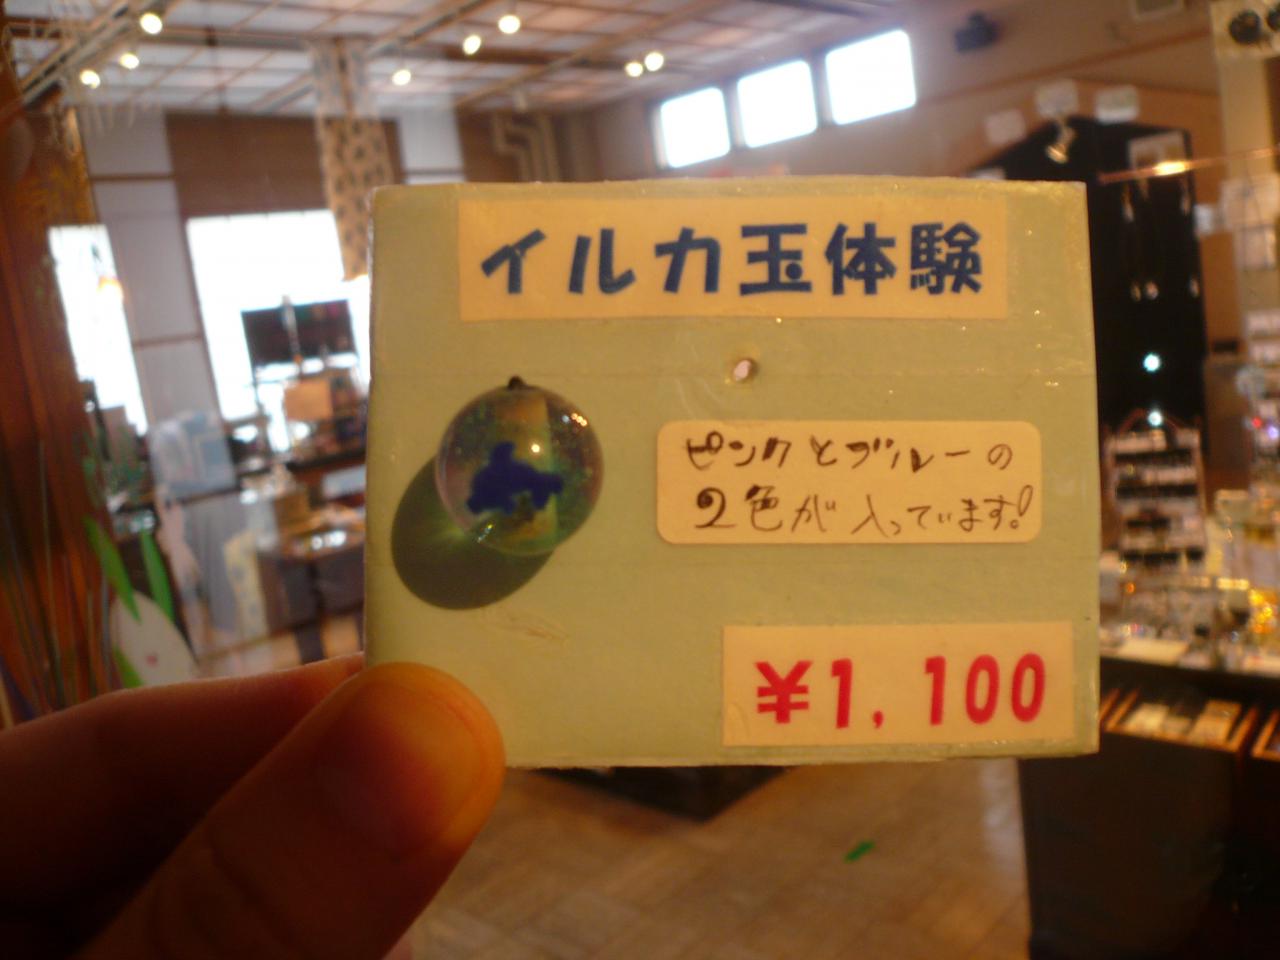 イルカ玉体験
ピンクとブルーの
2色が入っています!
¥1,100